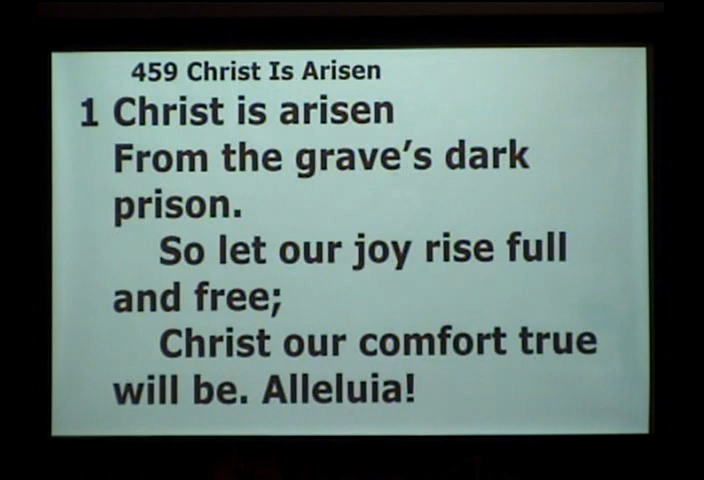 459 Christ Is Arisen
1 Christ is arisen
From the grave's dark
prison.
So let our joy rise full
and free;
Christ our comfort true
will be. Alleluia!